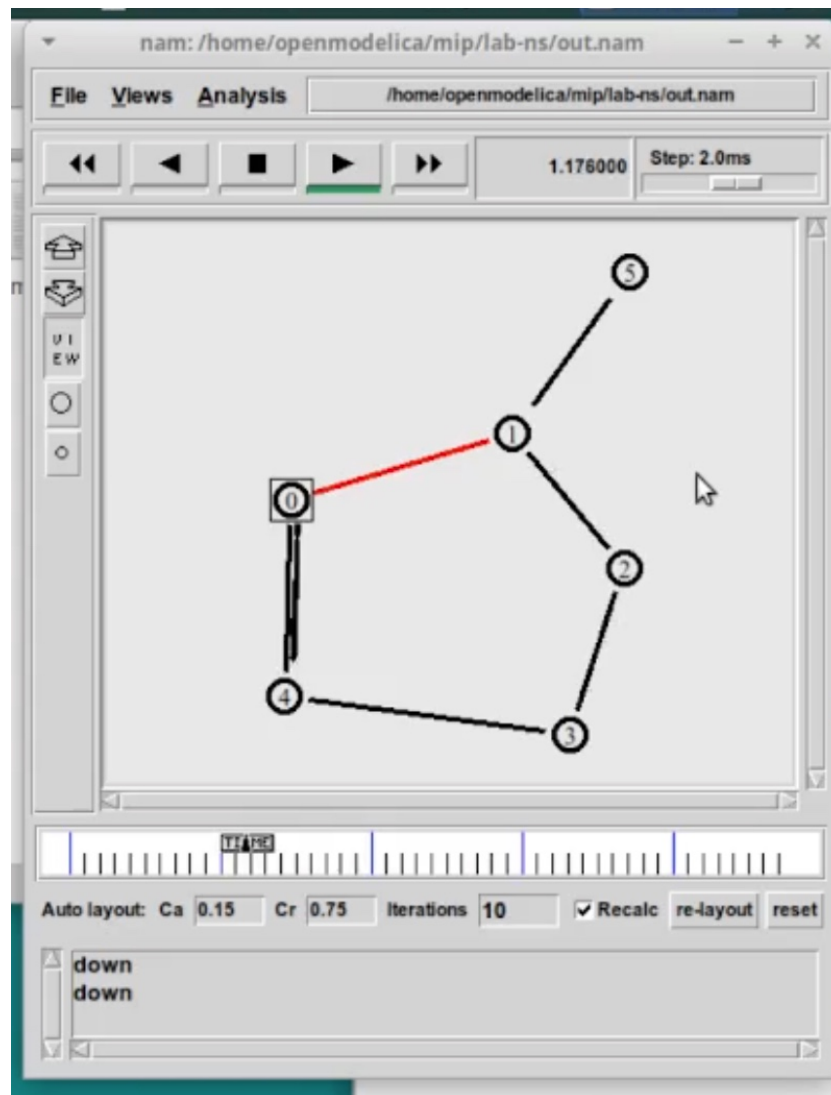 nam: /home/openmodelica/mip/lab-ns/out.nam
File Views Analysis /home/openmodelica/mip/lab-ns/out.nam
1.176000 Step: 2.0ms
5
VI
EW
1
0
2
4
3
TIME
Auto layout: Ca 0.15 Cr 0.75 Iterations 10 Recalc re-layout reset
down
down